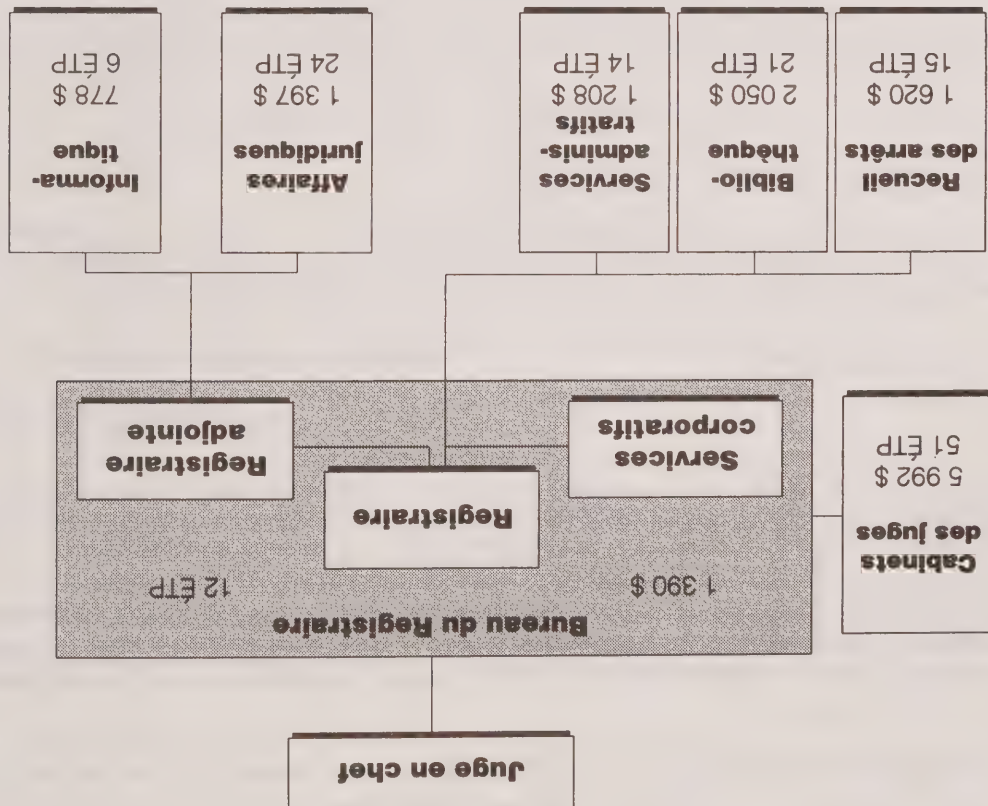 Juge en chef
Bureau du Registraire
1 390 $
12 ÉTP
Cabinets
des juges
5 992 $
51 ÉTP
Registraire
Services
corporatifs
Registraire
adjointe
Recueil
des arrêts
1 620 $
15 ÉTP
Biblio-
thèque
2 050 $
21 ÉTP
Services
adminis-
tratifs
1 208 $
14 ÉTP
Affaires
juridiques
1 397 $
24 ÉTP
Informa-
tique
778 $
6 ÉTP